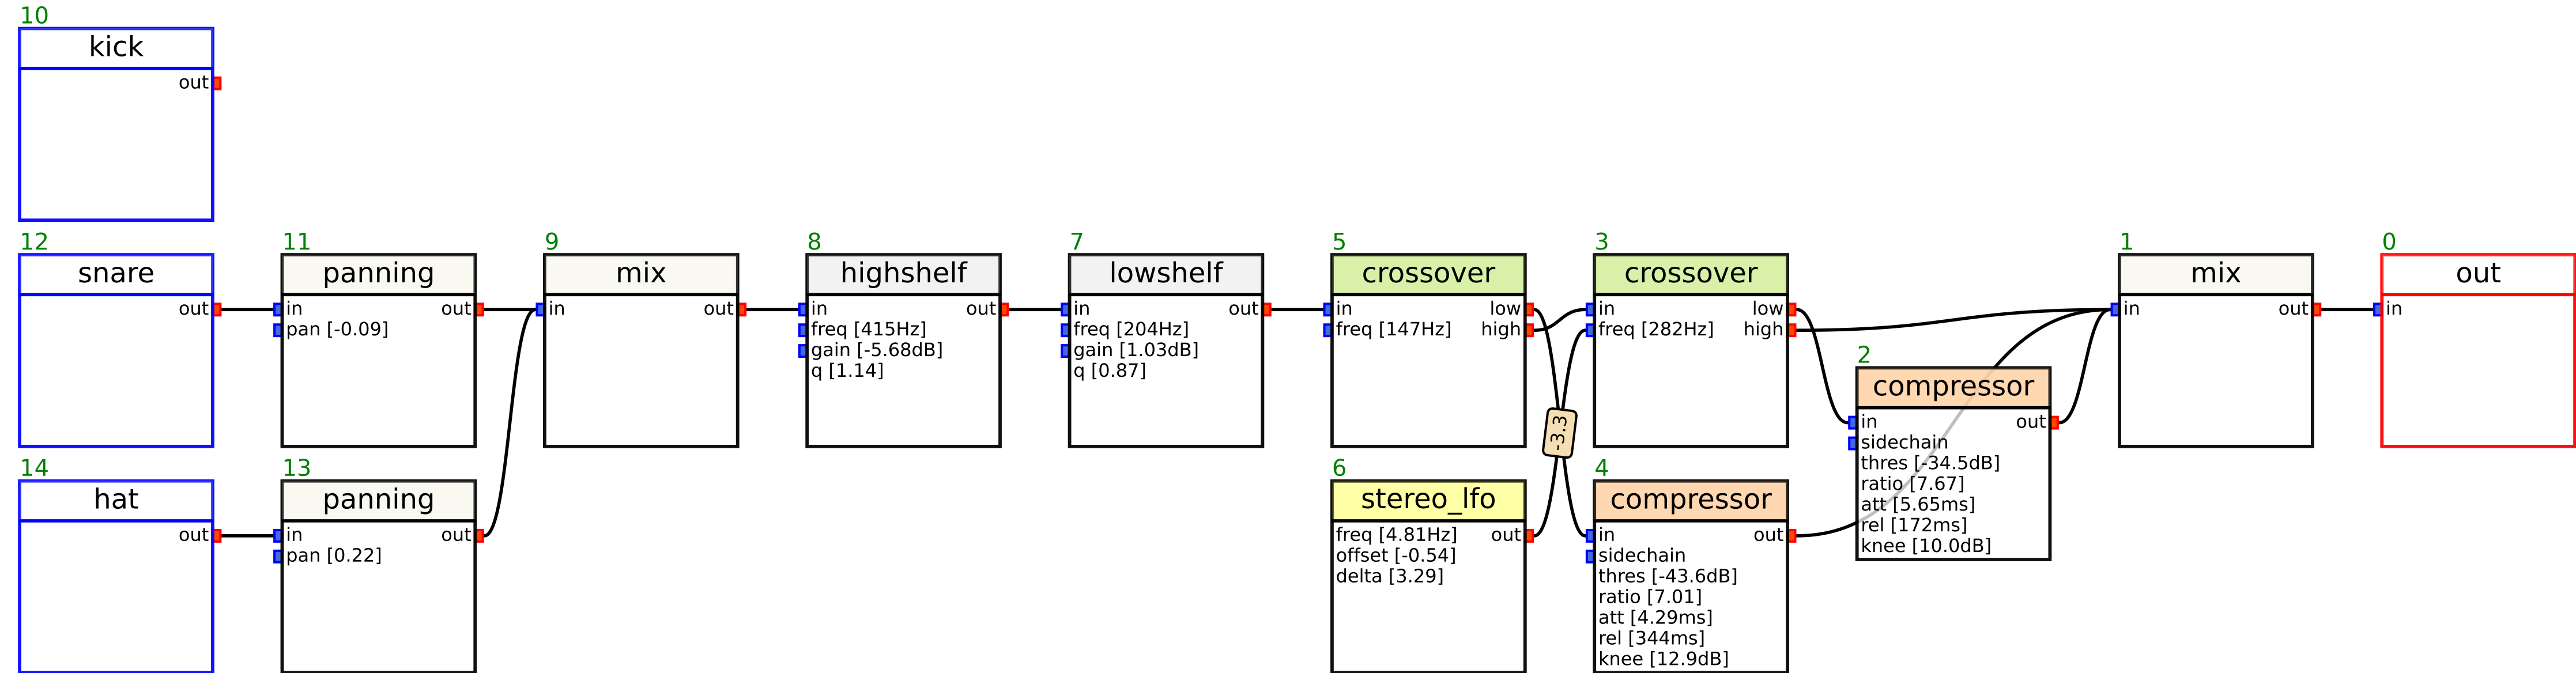 10
kick
out
12
snare
out
11
panning
in out
pan [-0.09]
9
mix
in out
8
highshelf
in out
freq [415Hz]
gain [-5.68dB]
q [1.14]
7
lowshelf
in out
freq [204Hz]
gain [1.03dB]
q [0.87]
5
crossover
in low
freq [147Hz] high
3
crossover
in low
freq [282Hz] high
-3.3
2
compressor
in out
sidechain
thres [-34.5dB]
ratio [7.67]
att [5.65ms]
rel [172ms]
knee [10.0dB]
1
mix
in out
0
out
in
14
hat
out
13
panning
in out
pan [0.22]
6
stereo_lfo
freq [4.81Hz] out
offset [-0.54]
delta [3.29]
4
compressor
in out
sidechain
thres [-43.6dB]
ratio [7.01]
att [4.29ms]
rel [344ms]
knee [12.9dB]